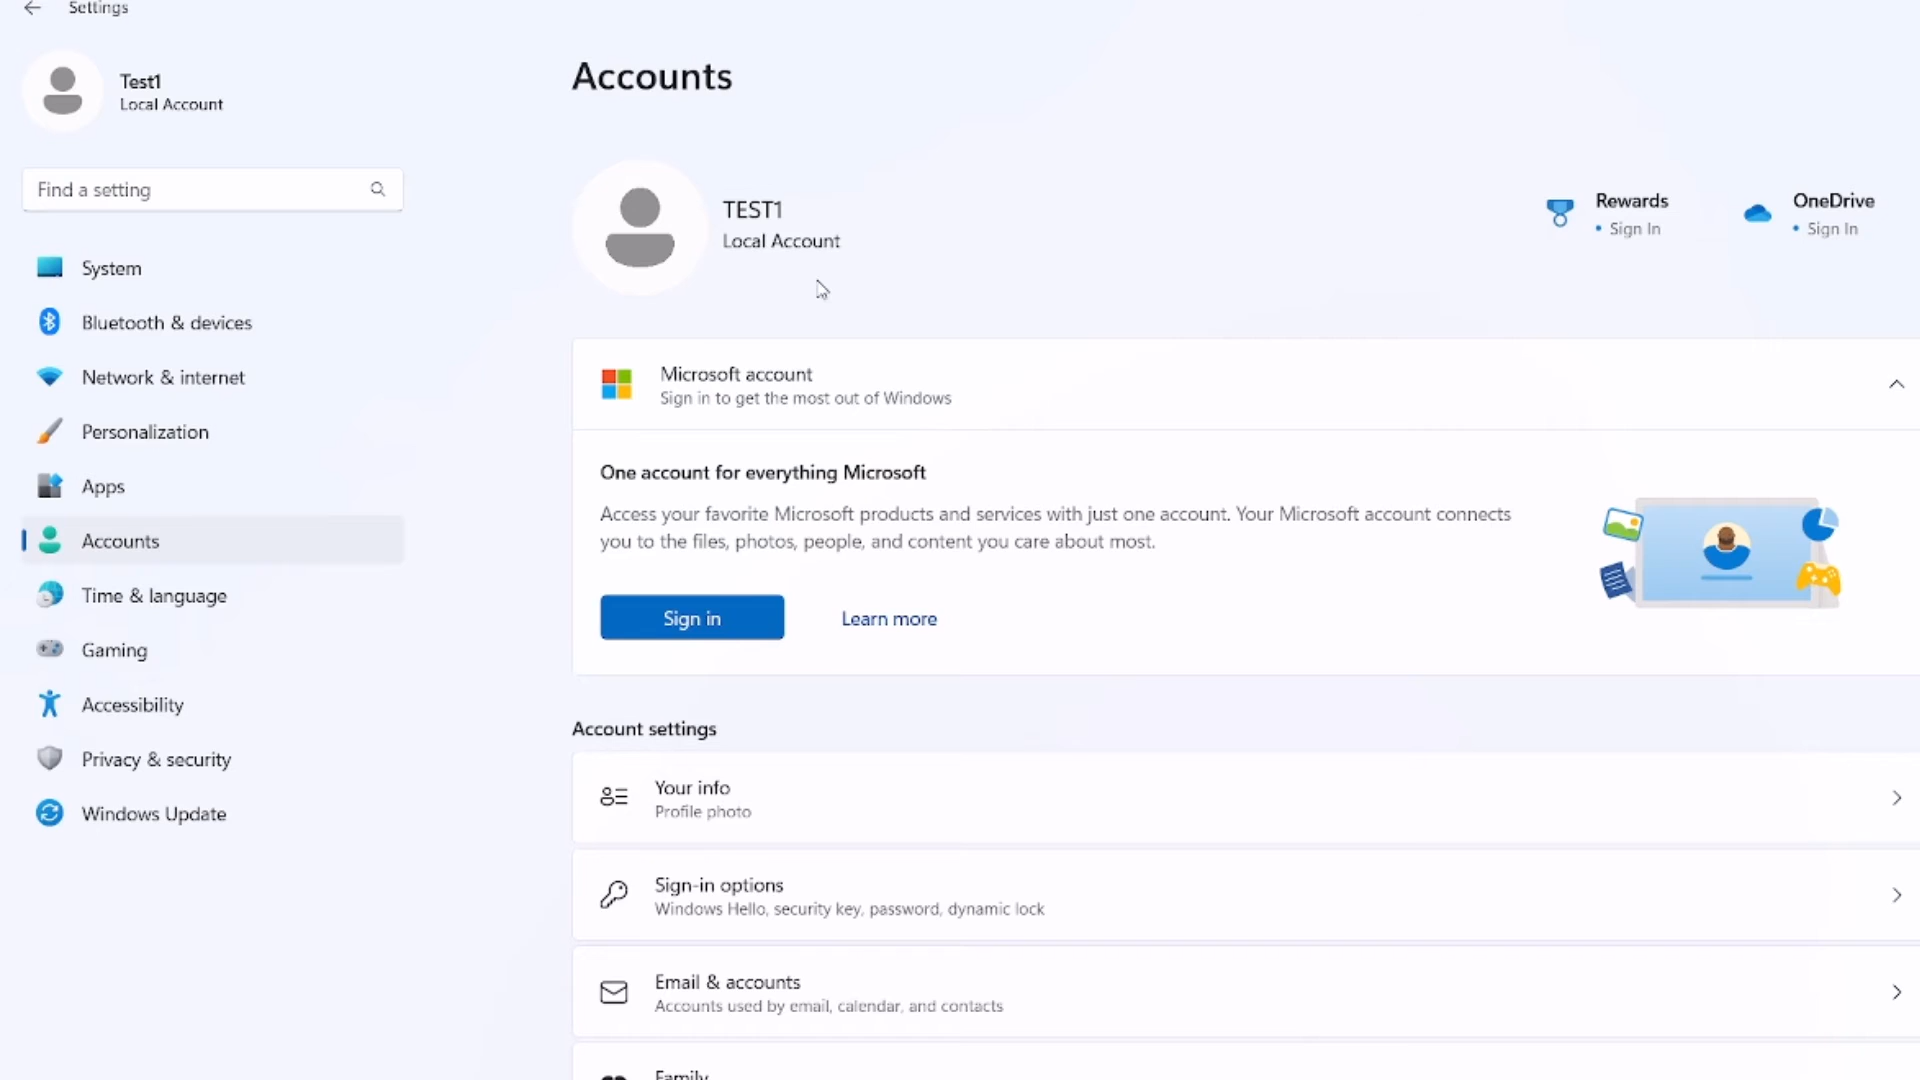 Settings
Test1
Local Account
Find a setting
System
Bluetooth & devices
Network & internet
Personalization
Apps
Accounts
Time & language
Gaming
Accessibility
Privacy & security
Windows Update
Accounts
TEST1
Local Account
Rewards
• Sign In
OneDrive
• Sign In
Microsoft account
Sign in to get the most out of Windows
One account for everything Microsoft
Access your favorite Microsoft products and services with just one account. Your Microsoft account connects
you to the files, photos, people, and content you care about most.
Sign in
Learn more
Account settings
Your info
Profile photo
Sign-in options
Windows Hello, security key, password, dynamic lock
Email & accounts
Accounts used by email, calendar, and contacts
Family